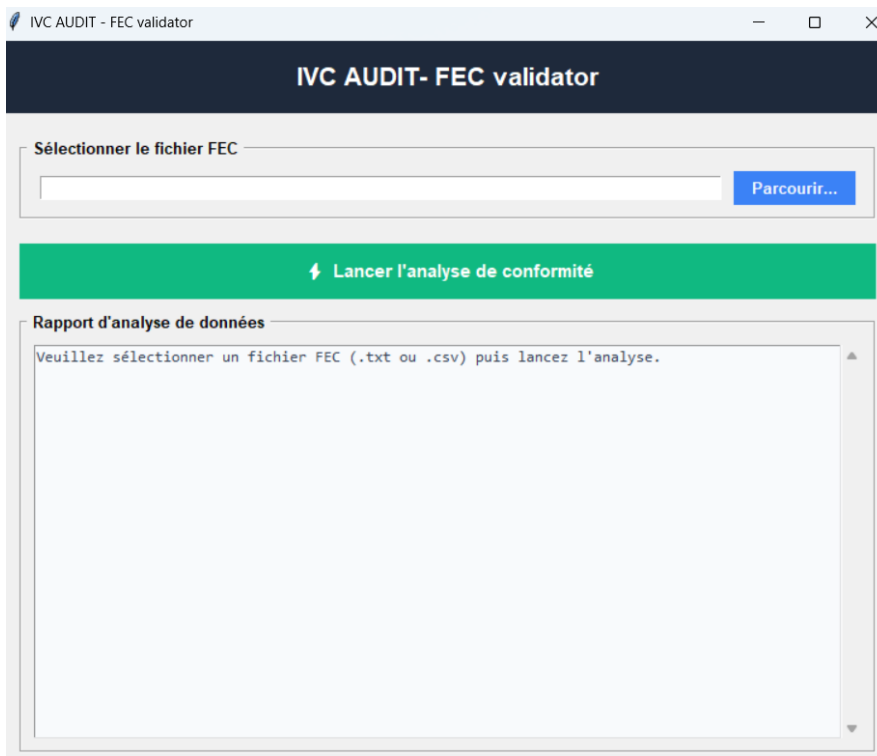 IVC AUDIT - FEC validator
IVC AUDIT- FEC validator
Sélectionner le fichier FEC
Parcourir...
Lancer l'analyse de conformité
Rapport d'analyse de données
Veuillez sélectionner un fichier FEC (.txt ou .csv) puis lancez l'analyse.